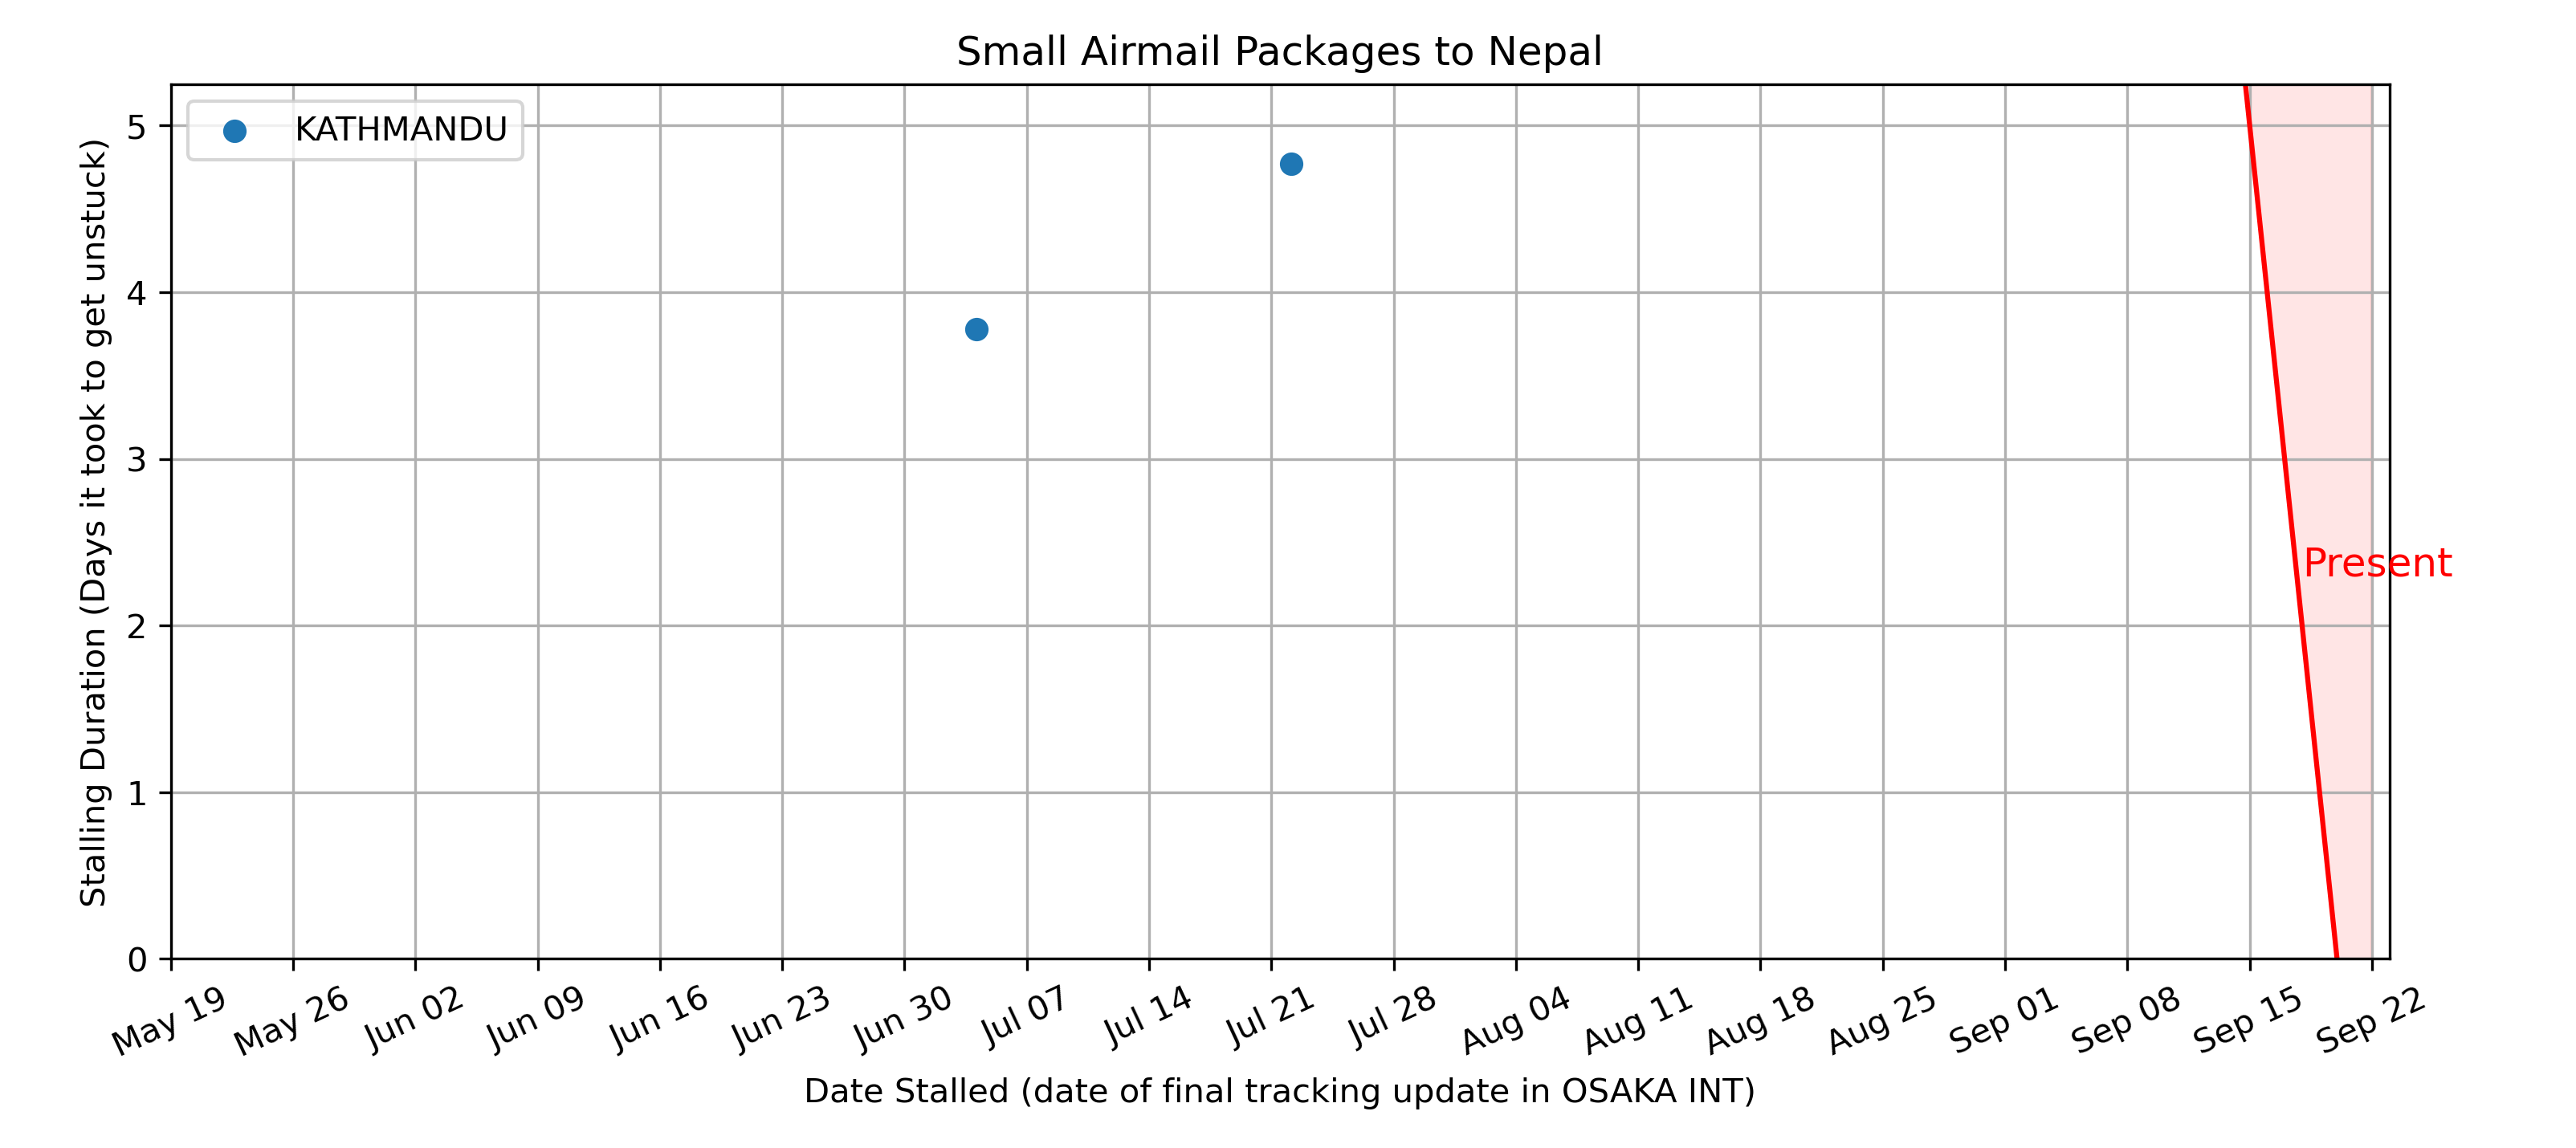 Small Airmail Packages to Nepal
KATHMANDU
Stalling Duration (Days it took to get unstuck)
5
4
3
2
1
0
Present
May 19
May 26
Jun 02
Jun 09
Jun 16
Jun 23
Jun 30
Jul 07
Jul 14
Jul 21
Jul 28
Aug 04
Aug 11
Aug 18
Aug 25
Sep 01
Sep 08
Sep 15
Sep 22
Date Stalled (date of final tracking update in OSAKA INT)